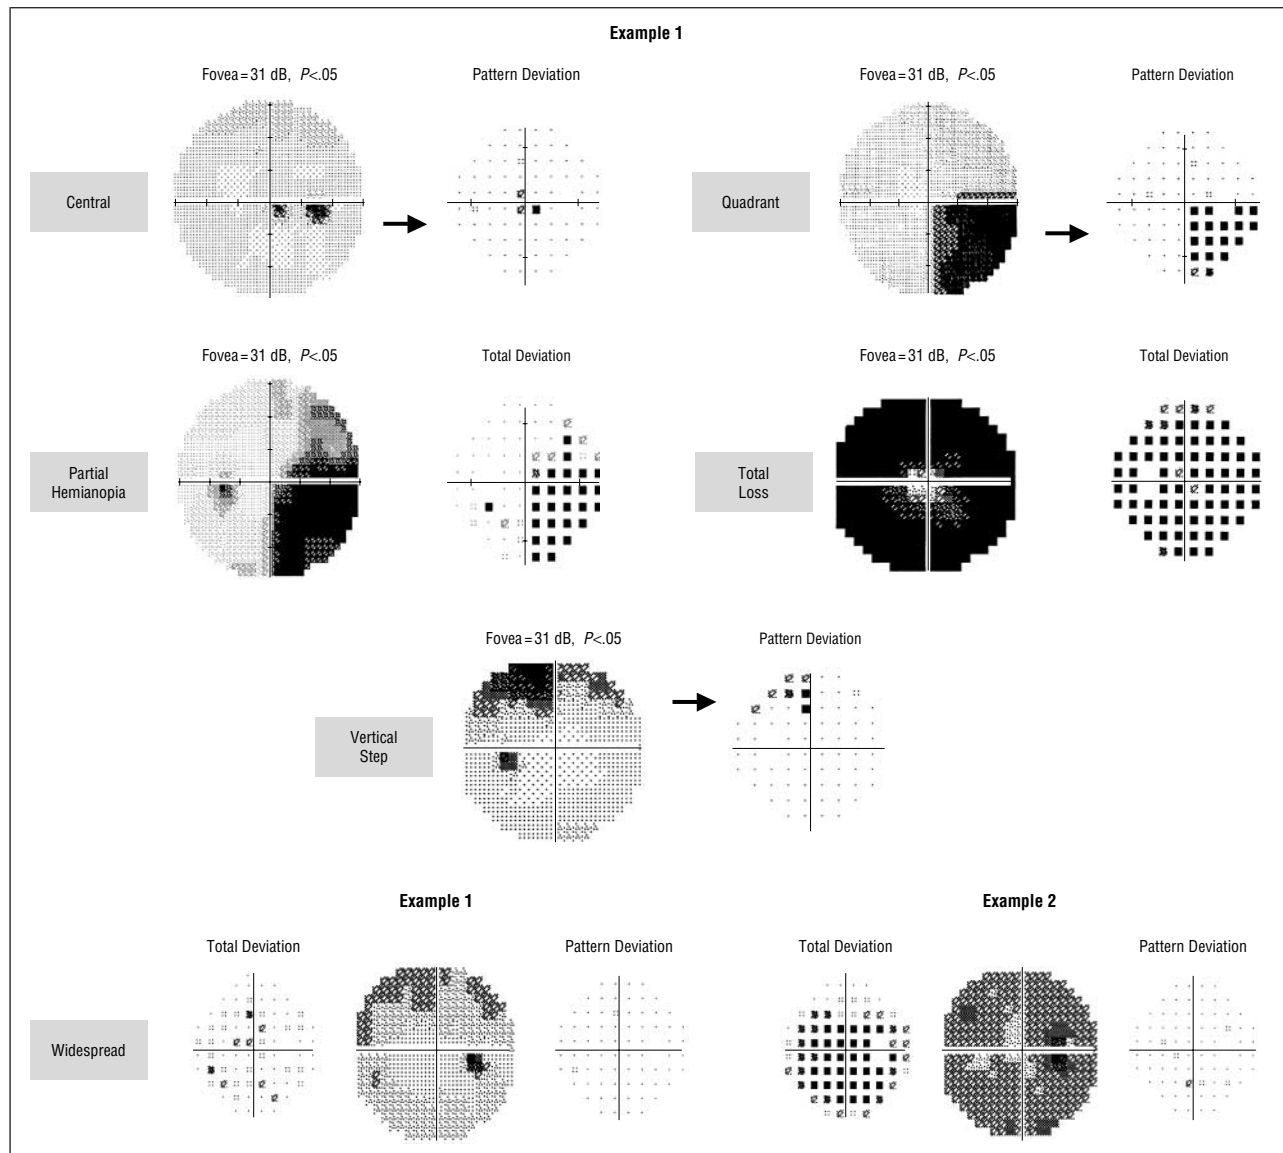 Example 1
Fovea=31 dB, P<.05
Pattern Deviation
Fovea=31 dB, P<.05
Pattern Deviation
Central
Quadrant
Fovea=31 dB, P<.05
Total Deviation
Fovea=31 dB, P<.05
Total Deviation
Partial
Hemianopia
Total
Loss
Fovea=31 dB, P<.05
Pattern Deviation
Vertical
Step
Example 1
Example 2
Total Deviation
Pattern Deviation
Total Deviation
Pattern Deviation
Widespread